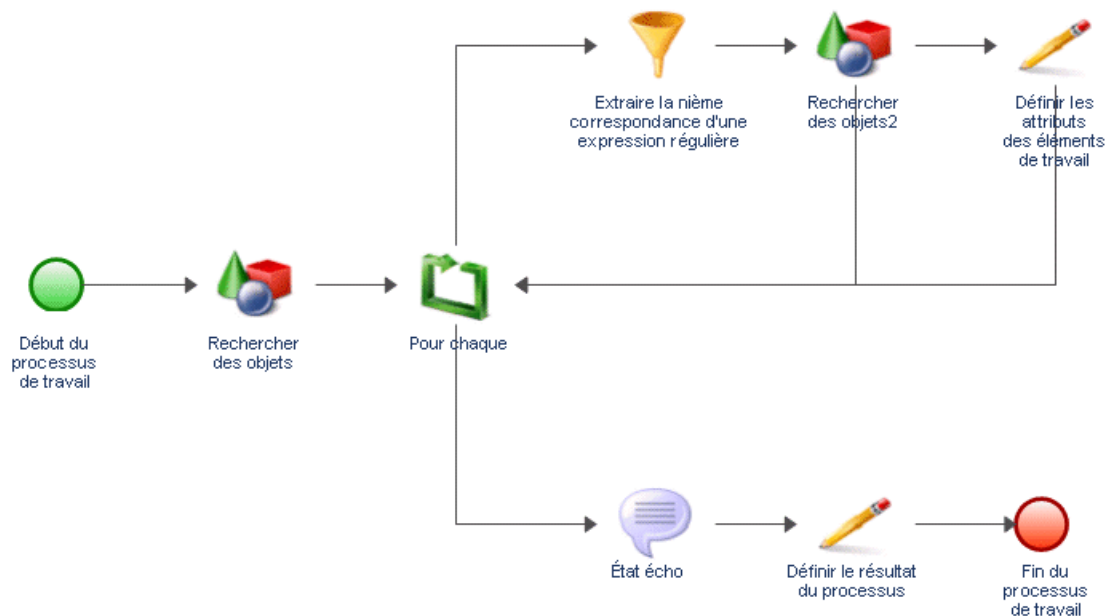 Extraire la nième
correspondance d'une
expression régulière
Rechercher
des objets2
Définir les
attributs
des éléments
de travail
Début du
processus
de travail
Rechercher
des objets
Pour chaque
État écho
Définir le résultat
du processus
Fin du
processus
de travail